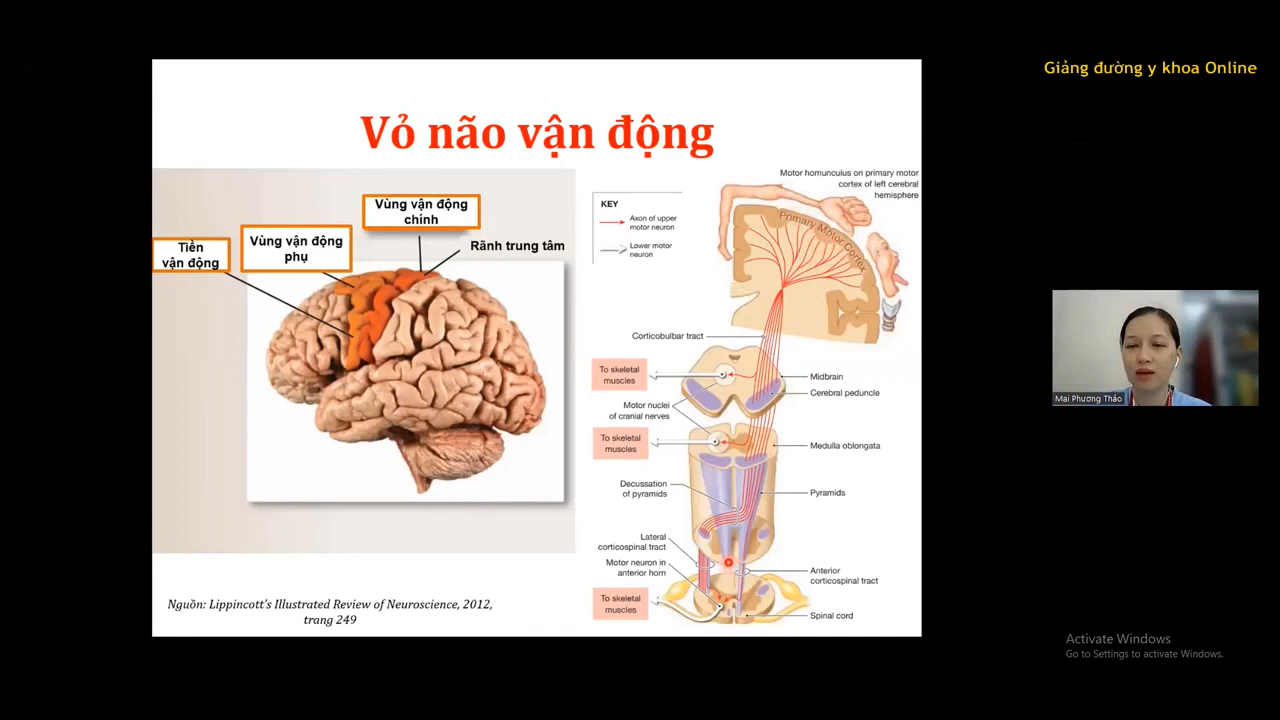 Giảng đường y khoa Online
Vỏ não vận động
Vùng vận động
chính
Vùng vận động
phụ
Tiền
vận động
Rãnh trung tâm
Nguồn: Lippincott's Illustrated Review of Neuroscience, 2012,
trang 249
Motor homunculus on primary motor
cortex of left cerebral
hemisphere
KEY
Axon of upper
motor neuron
Lower motor
neuron
Primary Motor Cortex
Corticobulbar tract
To skeletal
muscles
Midbrain
Cerebral peduncle
Motor nuclei
of cranial nerves
To skeletal
muscles
Medulla oblongata
Decussation
of pyramids
Pyramids
Lateral
corticospinal tract
Motor neuron in
anterior horn
Anterior
corticospinal tract
To skeletal
muscles
Spinal cord
Mai Phương Thảo
Activate Windows
Go to Settings to activate Windows.